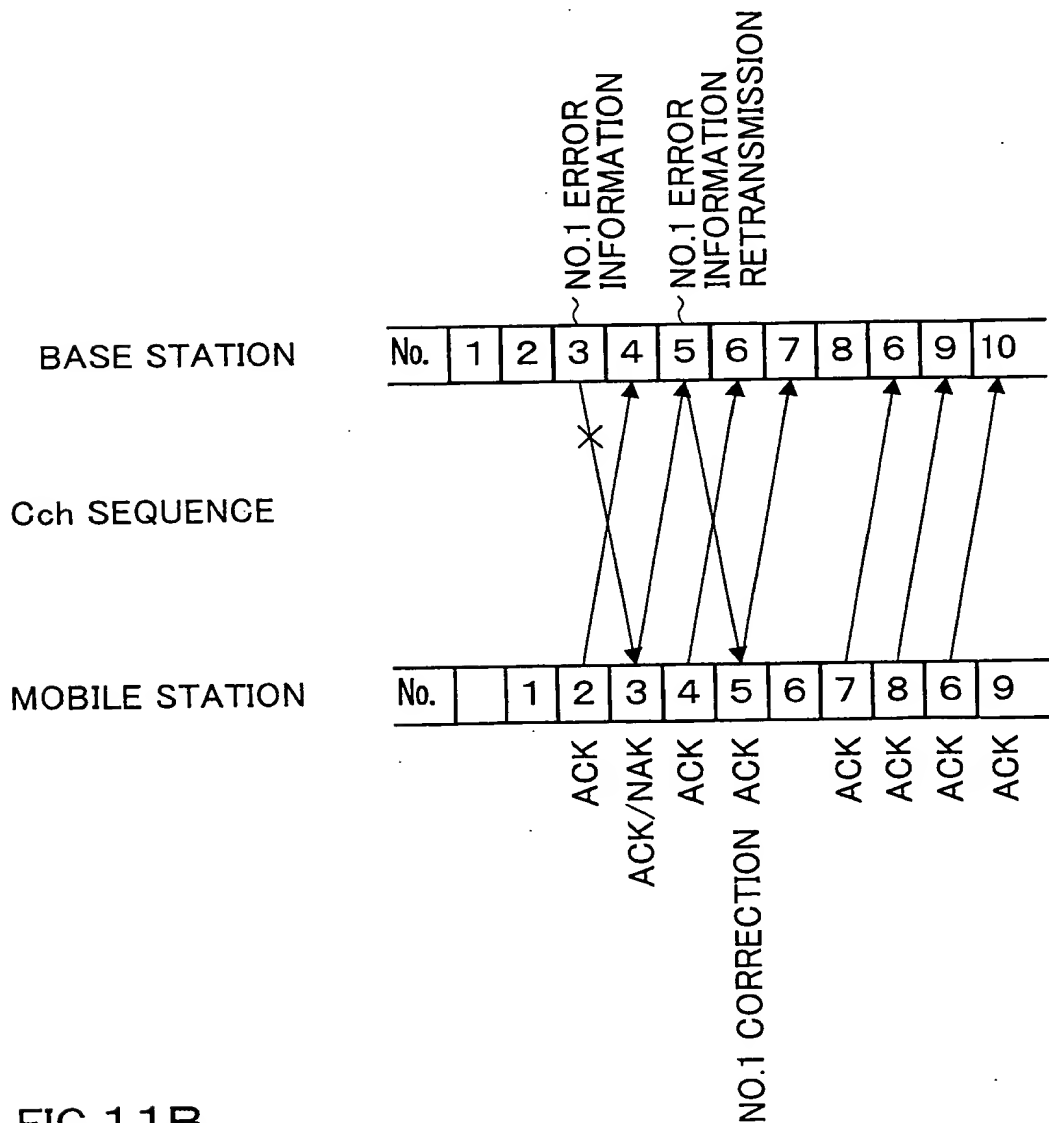 NO.1 ERROR
INFORMATION
NO.1 ERROR
INFORMATION
RETRANSMISSION
BASE STATION
No. 1 2 3 4 5 6 7 8 6 9 10
Cch SEQUENCE
MOBILE STATION
No. 1 2 3 4 5 6 7 8 6 9
ACK
ACK/NAK
ACK
NO.1 CORRECTION ACK
ACK
ACK
ACK
ACK
FIG.11B